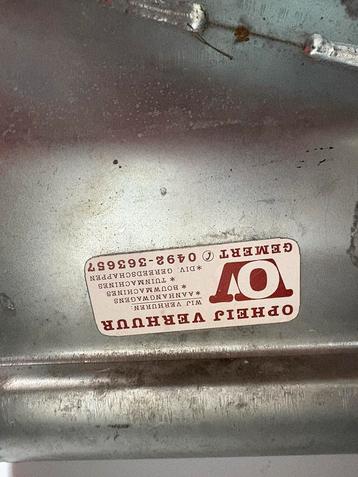 OPHEIJ VERHUUR
OV
WIJ VERHUREN:
* AANHANGWAGENS
* BOUWMACHINES
* TUINMACHINES
* DIV. GEREEDSCHAPPEN
GEMERT ✆ 0492-363657